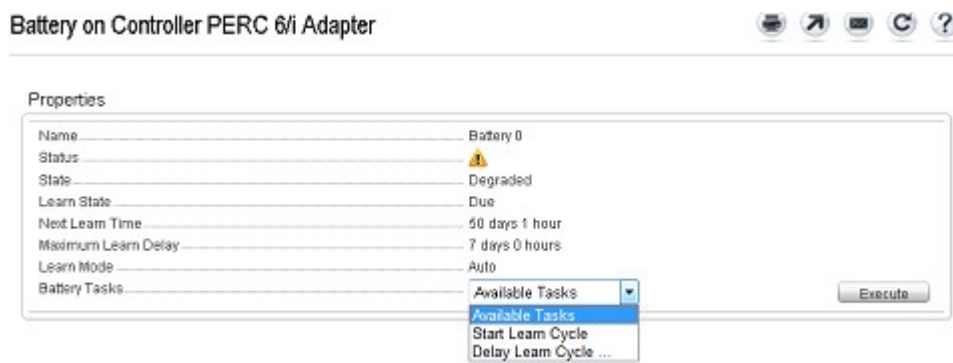 Battery on Controller PERC 6/i Adapter
?
Properties
Name Battery 0
Status
State Degraded
Learn State Due
Next Learn Time 50 days 1 hour
Maximum Learn Delay 7 days 0 hours
Learn Mode Auto
Battery Tasks Available Tasks Execute
Available Tasks
Start Learn Cycle
Delay Learn Cycle ...